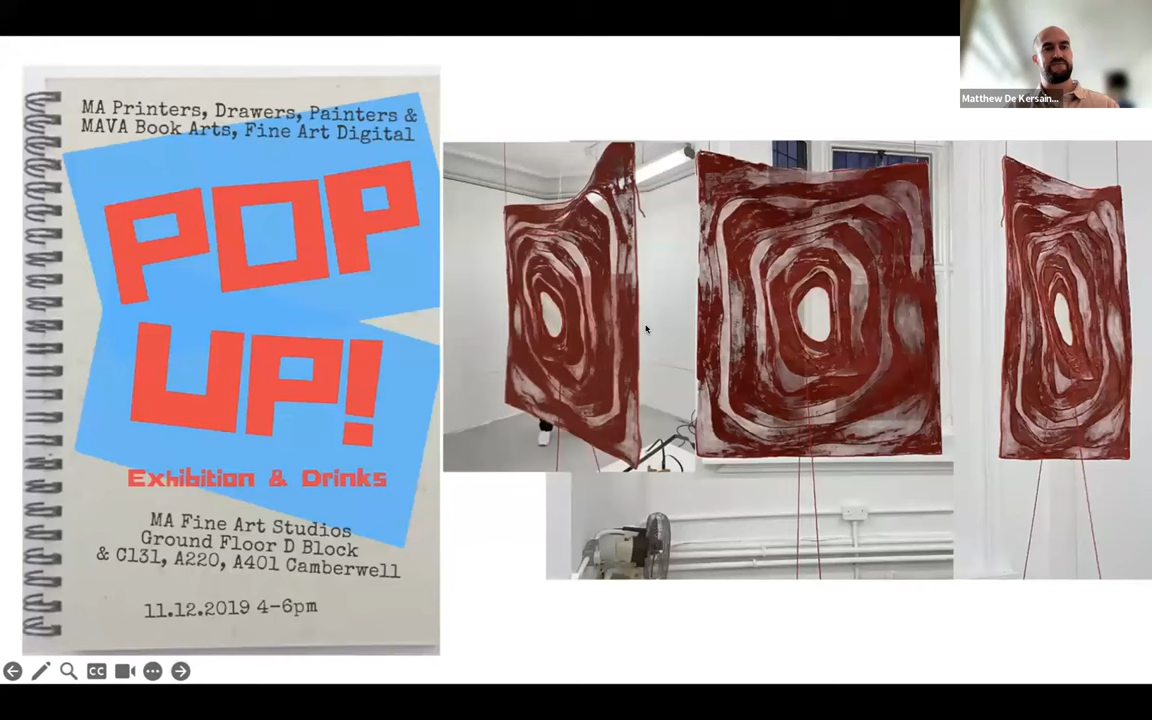 MA Printers, Drawers, Painters &
MAVA Book Arts, Fine Art Digital
POP
UP!
Exhibition & Drinks
MA Fine Art Studios
Ground Floor D Block
& C131, A220, A401 Camberwell
11.12.2019 4-6pm
Matthew De Kersain...
CC